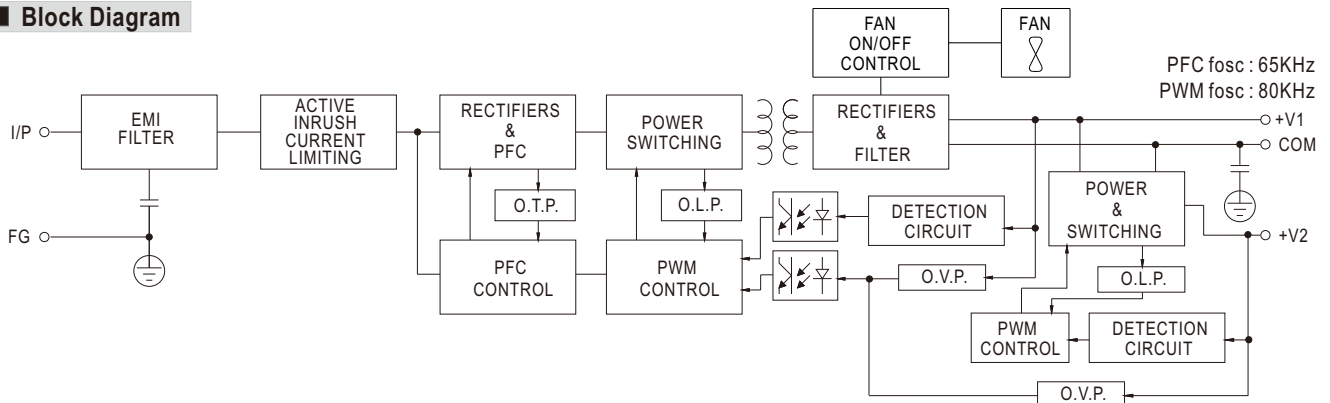 Block Diagram
FAN
ON/OFF
CONTROL
FAN
PFC fosc : 65KHz
PWM fosc : 80KHz
I/P
EMI
FILTER
ACTIVE
INRUSH
CURRENT
LIMITING
RECTIFIERS
&
PFC
POWER
SWITCHING
RECTIFIERS
&
FILTER
+V1
COM
O.T.P.
O.L.P.
DETECTION
CIRCUIT
POWER
&
SWITCHING
FG
+V2
PFC
CONTROL
PWM
CONTROL
O.V.P.
O.L.P.
PWM
CONTROL
DETECTION
CIRCUIT
O.V.P.